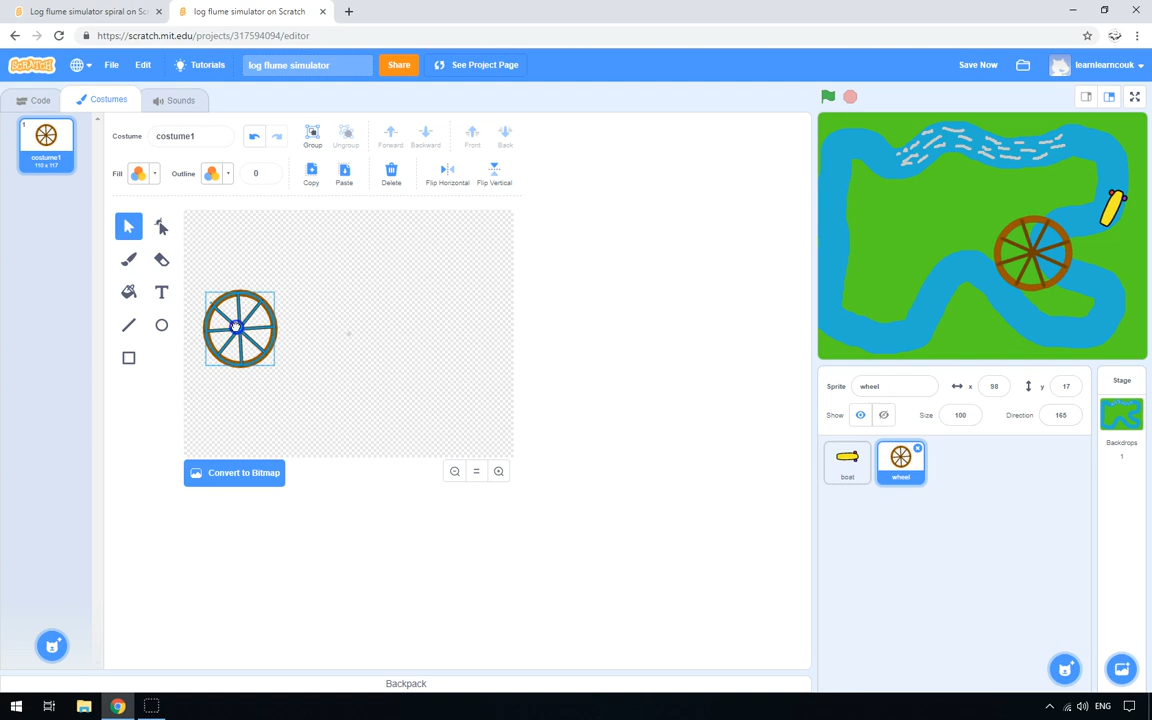 Log flume simulator spiral on Scr
log flume simulator on Scratch
https://scratch.mit.edu/projects/317594094/editor
SCRATCH
File
Edit
Tutorials
log flume simulator
Share
See Project Page
Save Now
learnlearncouk
Code
Costumes
Sounds
1
costume1
110 x 117
Costume
costume1
Group
Ungroup
Forward
Backward
Front
Back
Fill
Outline
0
Copy
Paste
Delete
Flip Horizontal
Flip Vertical
T
Convert to Bitmap
Sprite
wheel
x
98
y
17
Show
Size
100
Direction
165
boat
wheel
Stage
Backdrops
1
Backpack
ENG